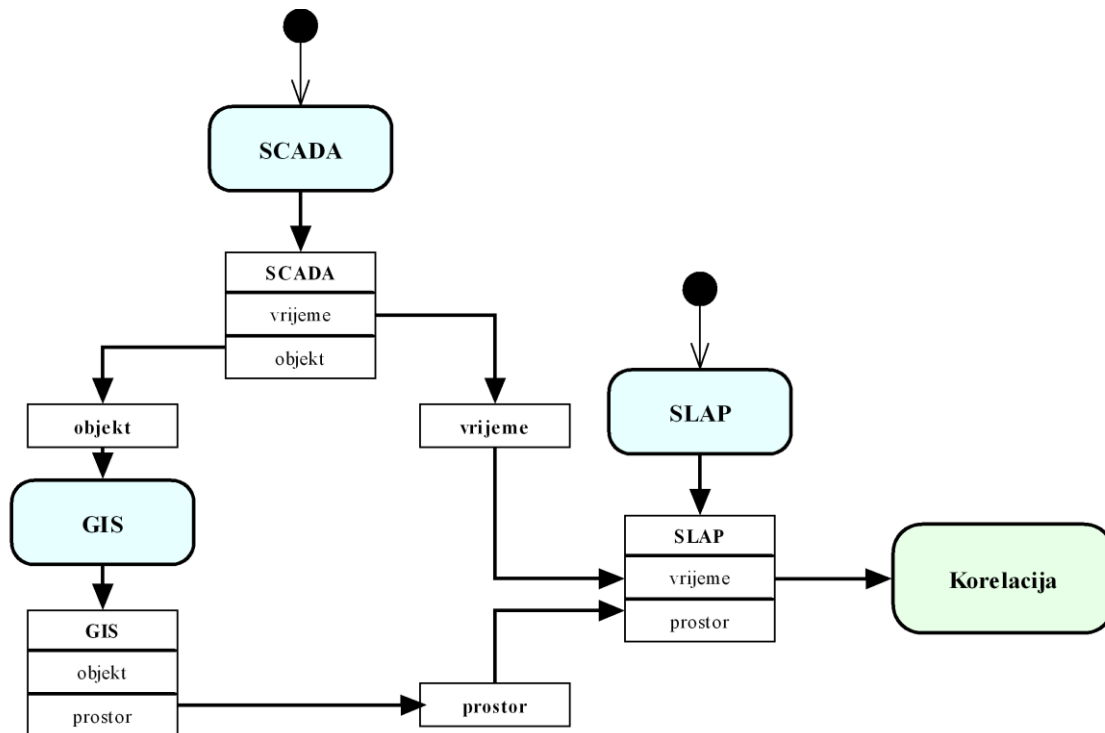 SCADA
SCADA
vrijeme
objekt
objekt
vrijeme
SLAP
GIS
SLAP
vrijeme
prostor
Korelacija
GIS
objekt
prostor
prostor